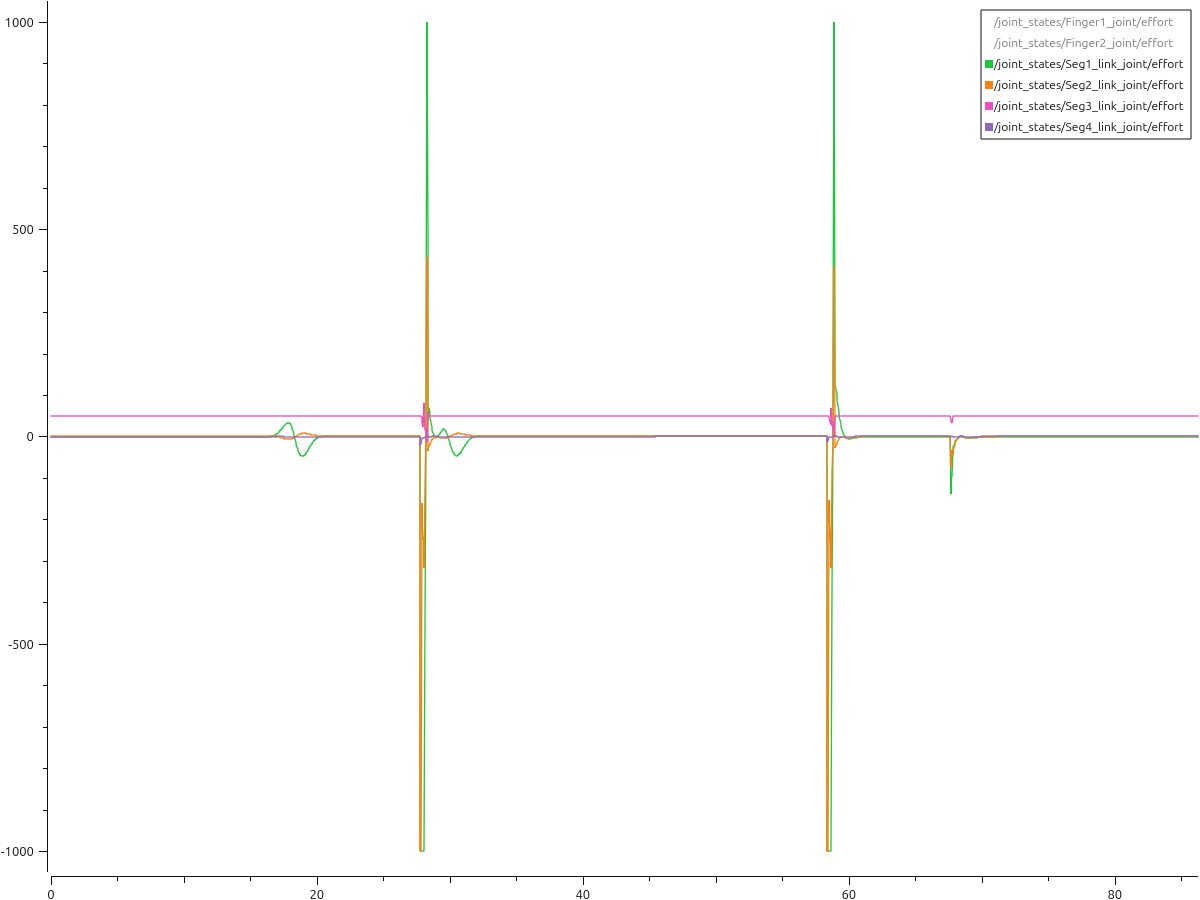 1000
500
0
-500
-1000
0
20
40
60
80
/joint_states/Finger1_joint/effort
/joint_states/Finger2_joint/effort
/joint_states/Seg1_link_joint/effort
/joint_states/Seg2_link_joint/effort
/joint_states/Seg3_link_joint/effort
/joint_states/Seg4_link_joint/effort